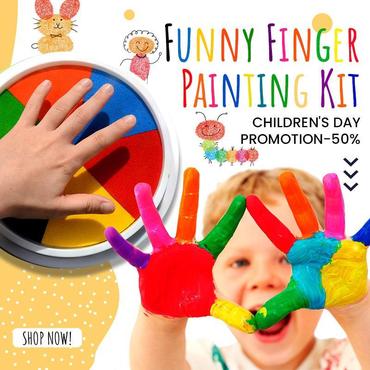 FUNNY FINGER
PAINTING KIT
CHILDREN'S DAY
PROMOTION-50%
SHOP NOW!